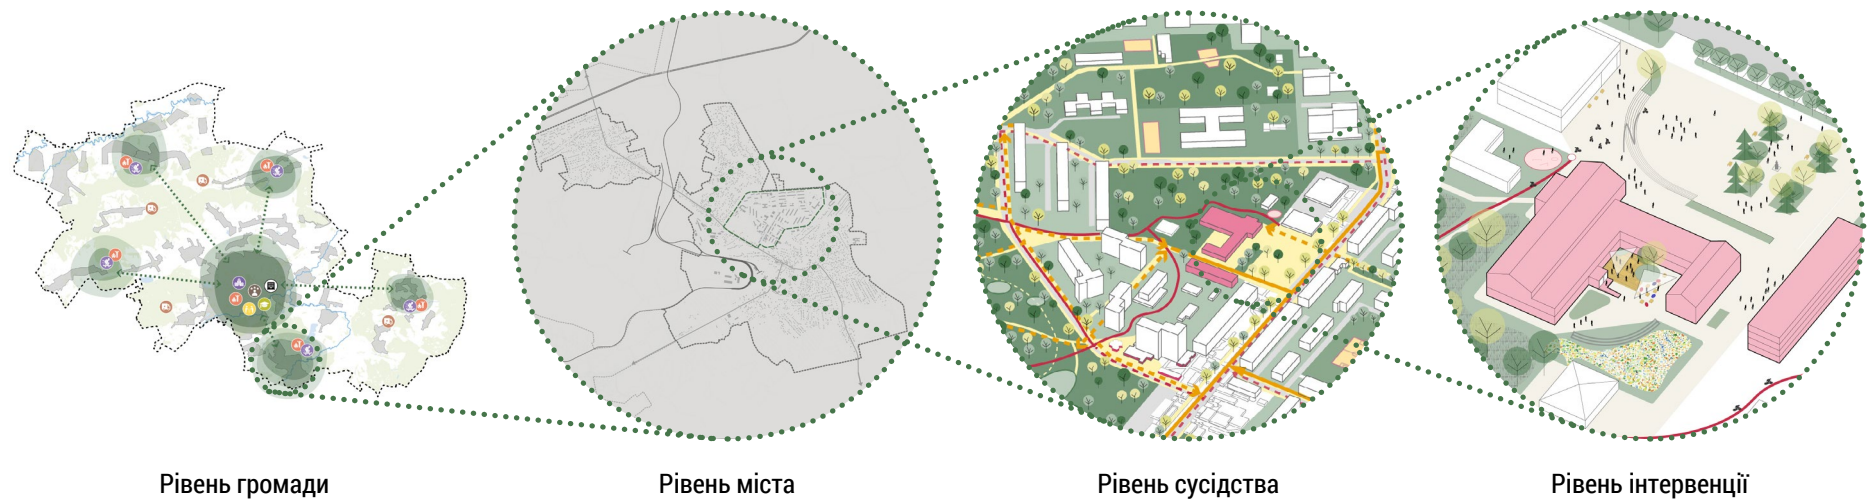 Рівень громади
Рівень міста
Рівень сусідства
Рівень інтервенції